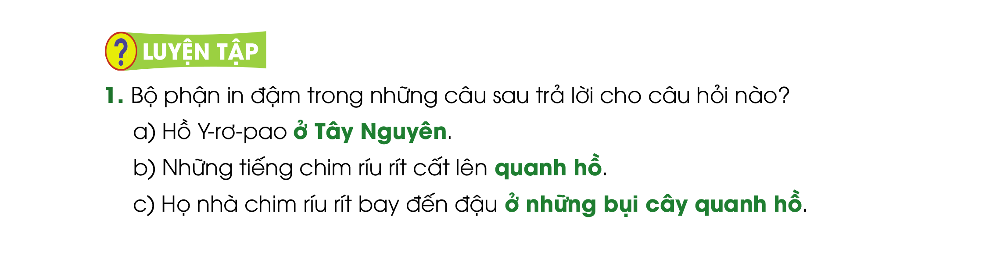 ? LUYỆN TẬP
1. Bộ phận in đậm trong những câu sau trả lời cho câu hỏi nào?
a) Hồ Y-rơ-pao ở Tây Nguyên.
b) Những tiếng chim ríu rít cất lên quanh hồ.
c) Họ nhà chim ríu rít bay đến đậu ở những bụi cây quanh hồ.